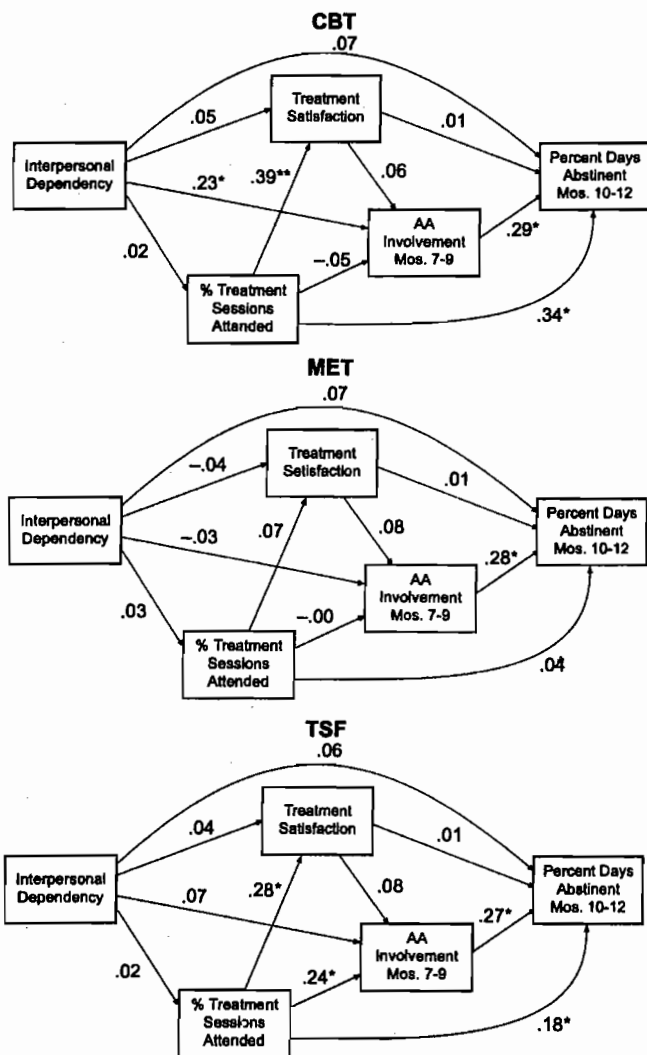 CBT
.07
Treatment
Satisfaction
.05
.01
Interpersonal
Dependency
Percent Days
Abstinent
Mos. 10-12
.23*
.39**
.06
AA
Involvement
Mos. 7-9
.29*
.02
-.05
% Treatment
Sessions
Attended
.34*
MET
.07
Treatment
Setisfaction
-.04
.01
Interpersonal
Dependency
Percent Days
Abstinent
Mos. 10-12
.07
.08
-.03
.28*
AA
Involvement
Mos. 7-9
.03
-.00
% Treatment
Sessions
Attended
.04
TSF
.06
Treatment
Satisfaction
.04
.01
Interpersonal
Dependency
Percent Days
Abstinent
Mos. 10-12
.28*
.08
.07
.27*
AA
Involvement
Mos. 7-9
.02
.24*
% Treatment
Sessions
Attended
.18*